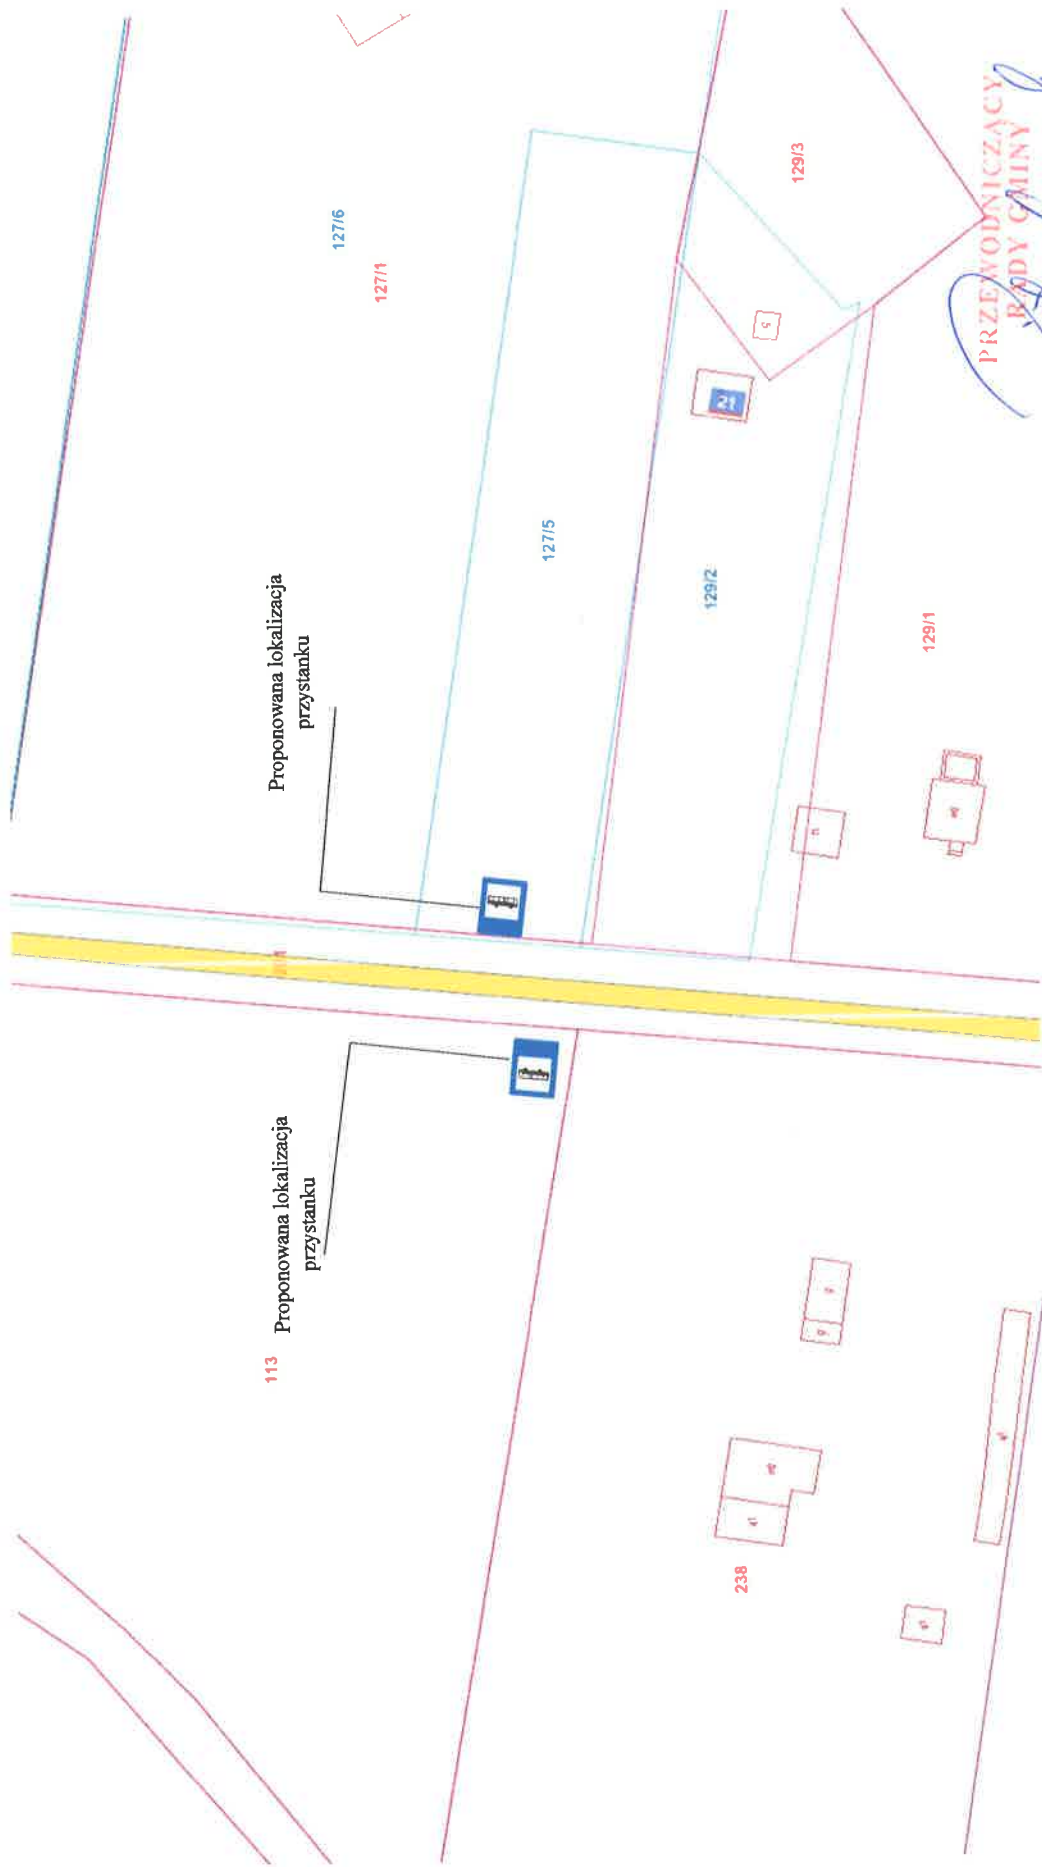 127/6
127/1
129/3
PRZEWODNICZĄCY
RADY GMINY
21
127/5
129/2
129/1
Proponowana lokalizacja
przystanku
Proponowana lokalizacja
przystanku
113
238